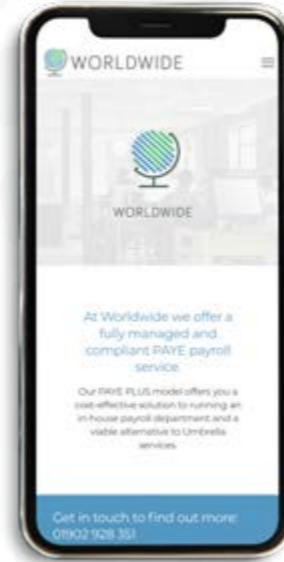 WORLDWIDE
WORLDWIDE
At Worldwide we offer a
fully managed and
compliant PAYE payroll
service
Our PAYE PLUS model offers you a
cost-effective solution to running an
in-house payroll department and a
viable alternative to Umbrella
services.
Get in touch to find out more:
01902 928 351